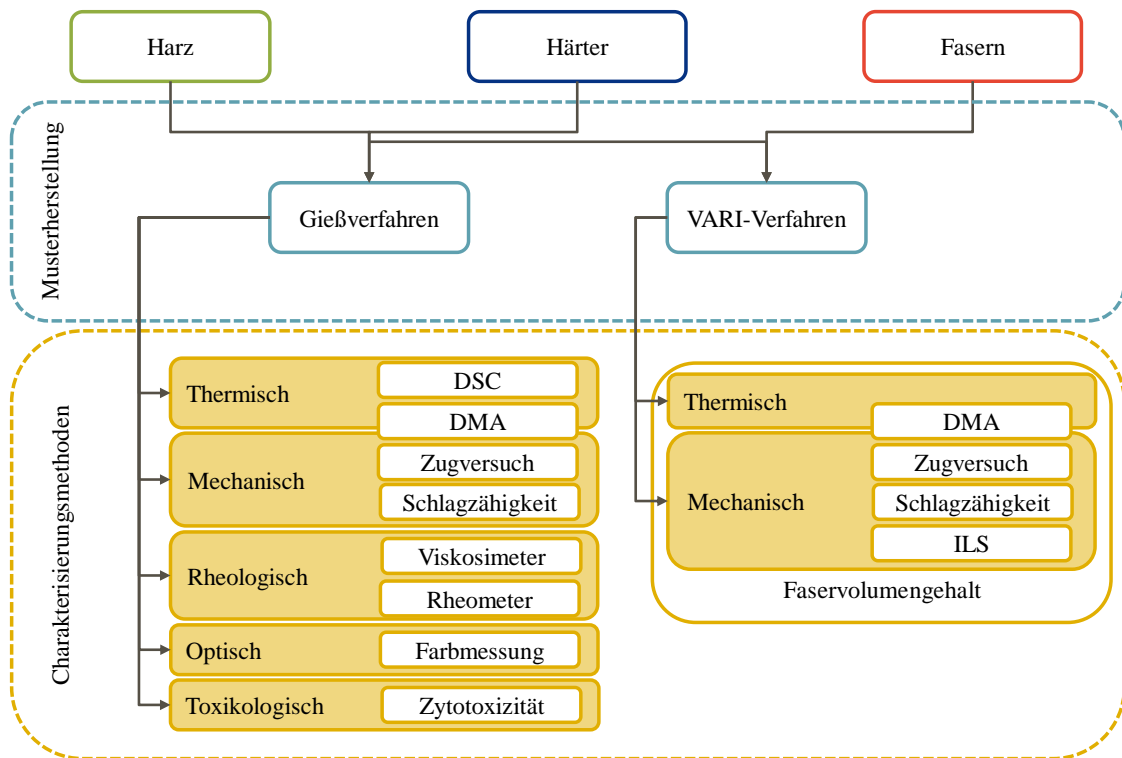 Harz
Härter
Fasern
Musterherstellung
Gießverfahren
VARI-Verfahren
Charakterisierungsmethoden
Thermisch
DSC
DMA
Mechanisch
Zugversuch
Schlagzähigkeit
Rheologisch
Viskosimeter
Rheometer
Optisch
Farbmessung
Toxikologisch
Zytotoxizität
Thermisch
DMA
Mechanisch
Zugversuch
Schlagzähigkeit
ILS
Faservolumengehalt